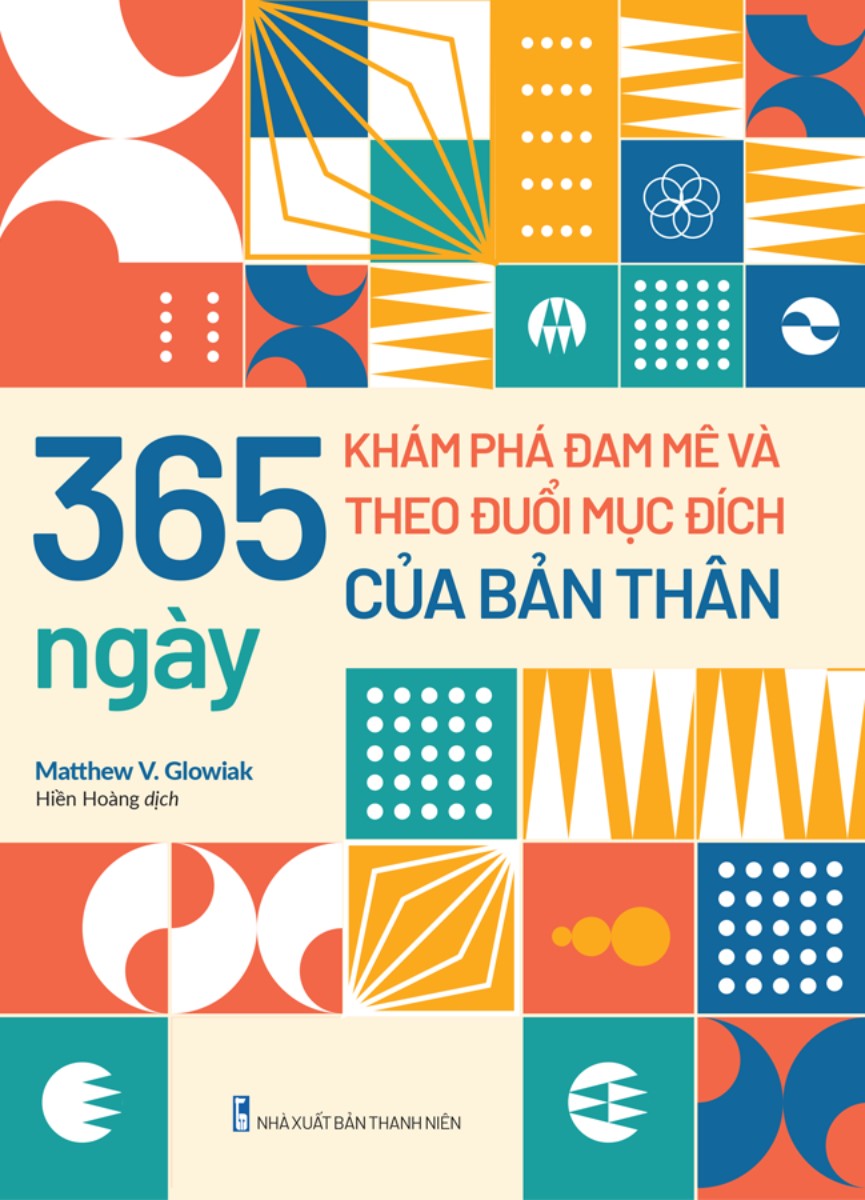 365
ngày
KHÁM PHÁ ĐAM MÊ VÀ
THEO ĐUỔI MỤC ĐÍCH
CỦA BẢN THÂN
Matthew V. Glowiak
Hiền Hoàng dịch
NHÀ XUẤT BẢN THANH NIÊN